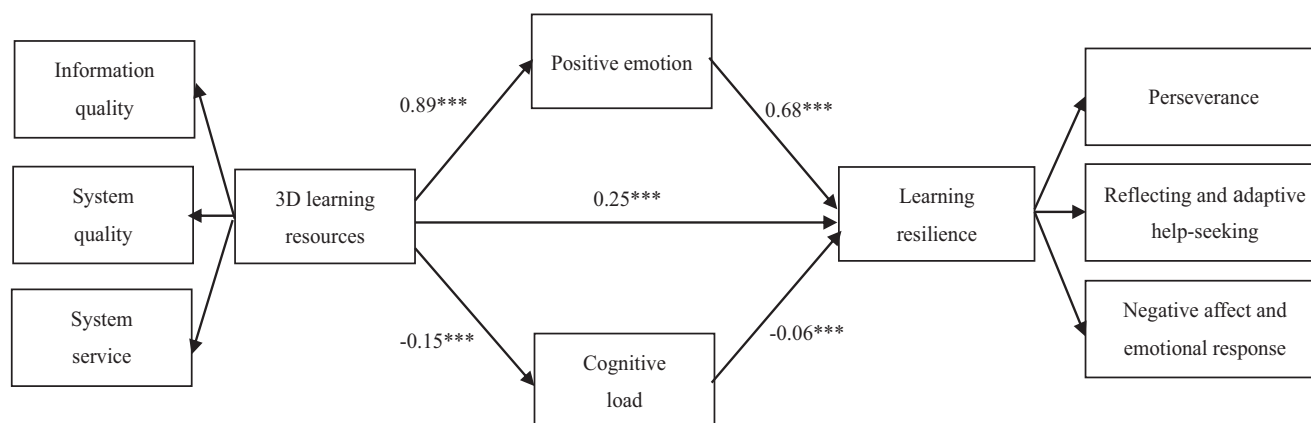 Information
quality
System
quality
System
service
3D learning
resources
0.89***
0.25***
-0.15***
Positive emotion
Cognitive
load
0.68***
-0.06***
Learning
resilience
Perseverance
Reflecting and adaptive
help-seeking
Negative affect and
emotional response